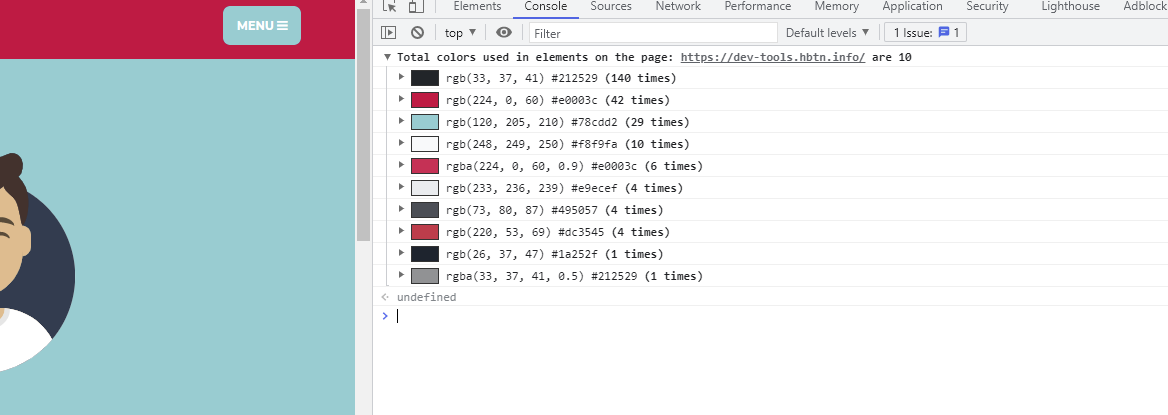 MENU
Elements Console Sources Network Performance Memory Application Security Lighthouse Adblock
top Filter Default levels 1 Issue: 1
Total colors used in elements on the page: https://dev-tools.hbtn.info/ are 10
rgb(33, 37, 41) #212529 (140 times)
rgb(224, 0, 60) #e0003c (42 times)
rgb(120, 205, 210) #78cdd2 (29 times)
rgb(248, 249, 250) #f8f9fa (10 times)
rgba(224, 0, 60, 0.9) #e0003c (6 times)
rgb(233, 236, 239) #e9ecef (4 times)
rgb(73, 80, 87) #495057 (4 times)
rgb(220, 53, 69) #dc3545 (4 times)
rgb(26, 37, 47) #1a252f (1 times)
rgba(33, 37, 41, 0.5) #212529 (1 times)
undefined